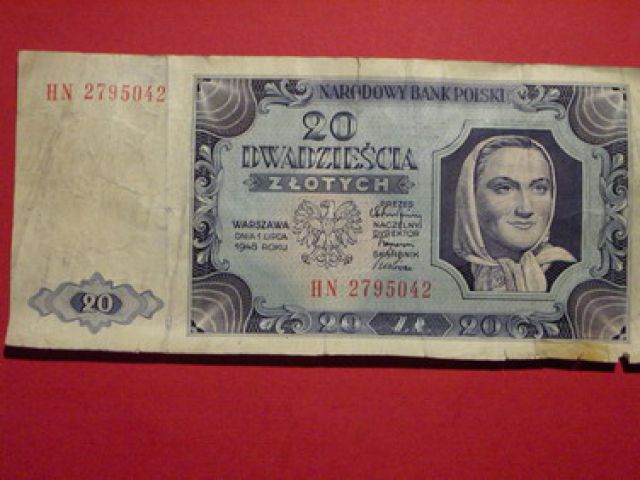 HN 2795042
NARODOWY BANK POLSKI
20
DWADZIEŚCIA
ZŁOTYCH
WARSZAWA
DNIA 1 LIPCA
1948 ROKU
PREZES
NACZELNY
DYREKTOR
SKARBNIK
HN 2795042
20
20 ZŁ 20